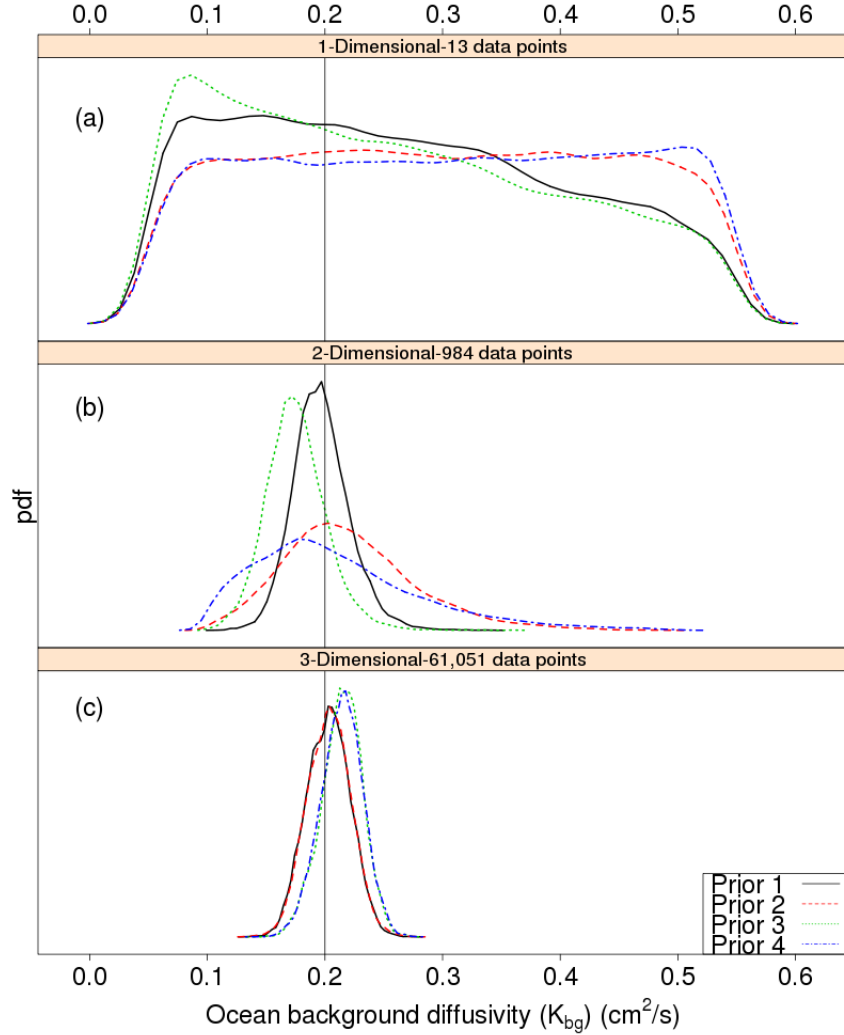 0.0 0.1 0.2 0.3 0.4 0.5 0.6
1-Dimensional-13 data points
(a)
2-Dimensional-984 data points
(b)
pdf
3-Dimensional-61,051 data points
(c)
Prior 1
Prior 2
Prior 3
Prior 4
0.0 0.1 0.2 0.3 0.4 0.5 0.6
Ocean background diffusivity (K_bg) (cm²/s)